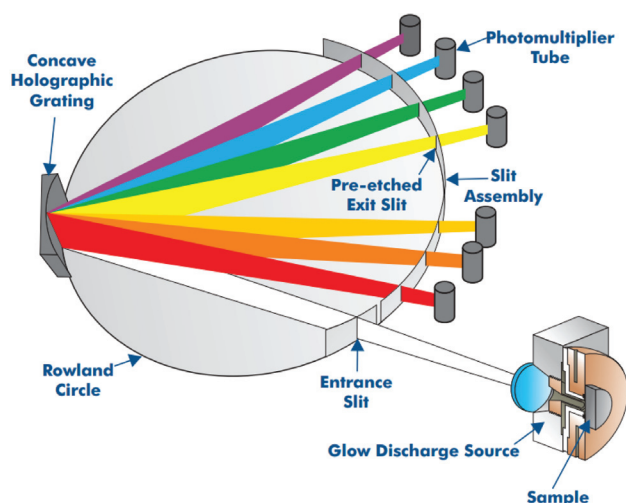 Concave
Holographic
Grating
Photomultiplier
Tube
Pre-etched
Exit Slit
Slit
Assembly
Rowland
Circle
Entrance
Slit
Glow Discharge Source
Sample